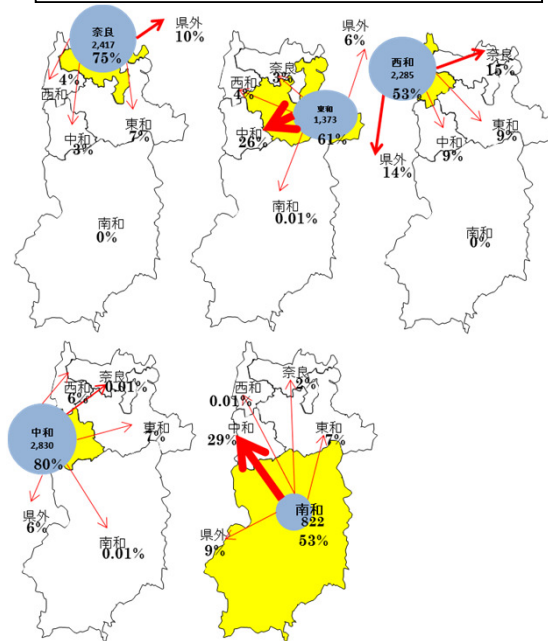 奈良
2,417
75%
県外
10%
4%
西和
中和
3%
東和
7%
南和
0%
県外
6%
奈良
3%
西和
4%
東和
1,373
61%
中和
26%
南和
0.01%
西和
2,285
53%
奈良
15%
東和
9%
中和
9%
県外
14%
南和
0%
中和
2,830
80%
西和
6%
奈良
0.01%
東和
7%
県外
6%
南和
0.01%
西和
0.01%
奈良
2%
中和
29%
東和
7%
南和
822
53%
県外
9%